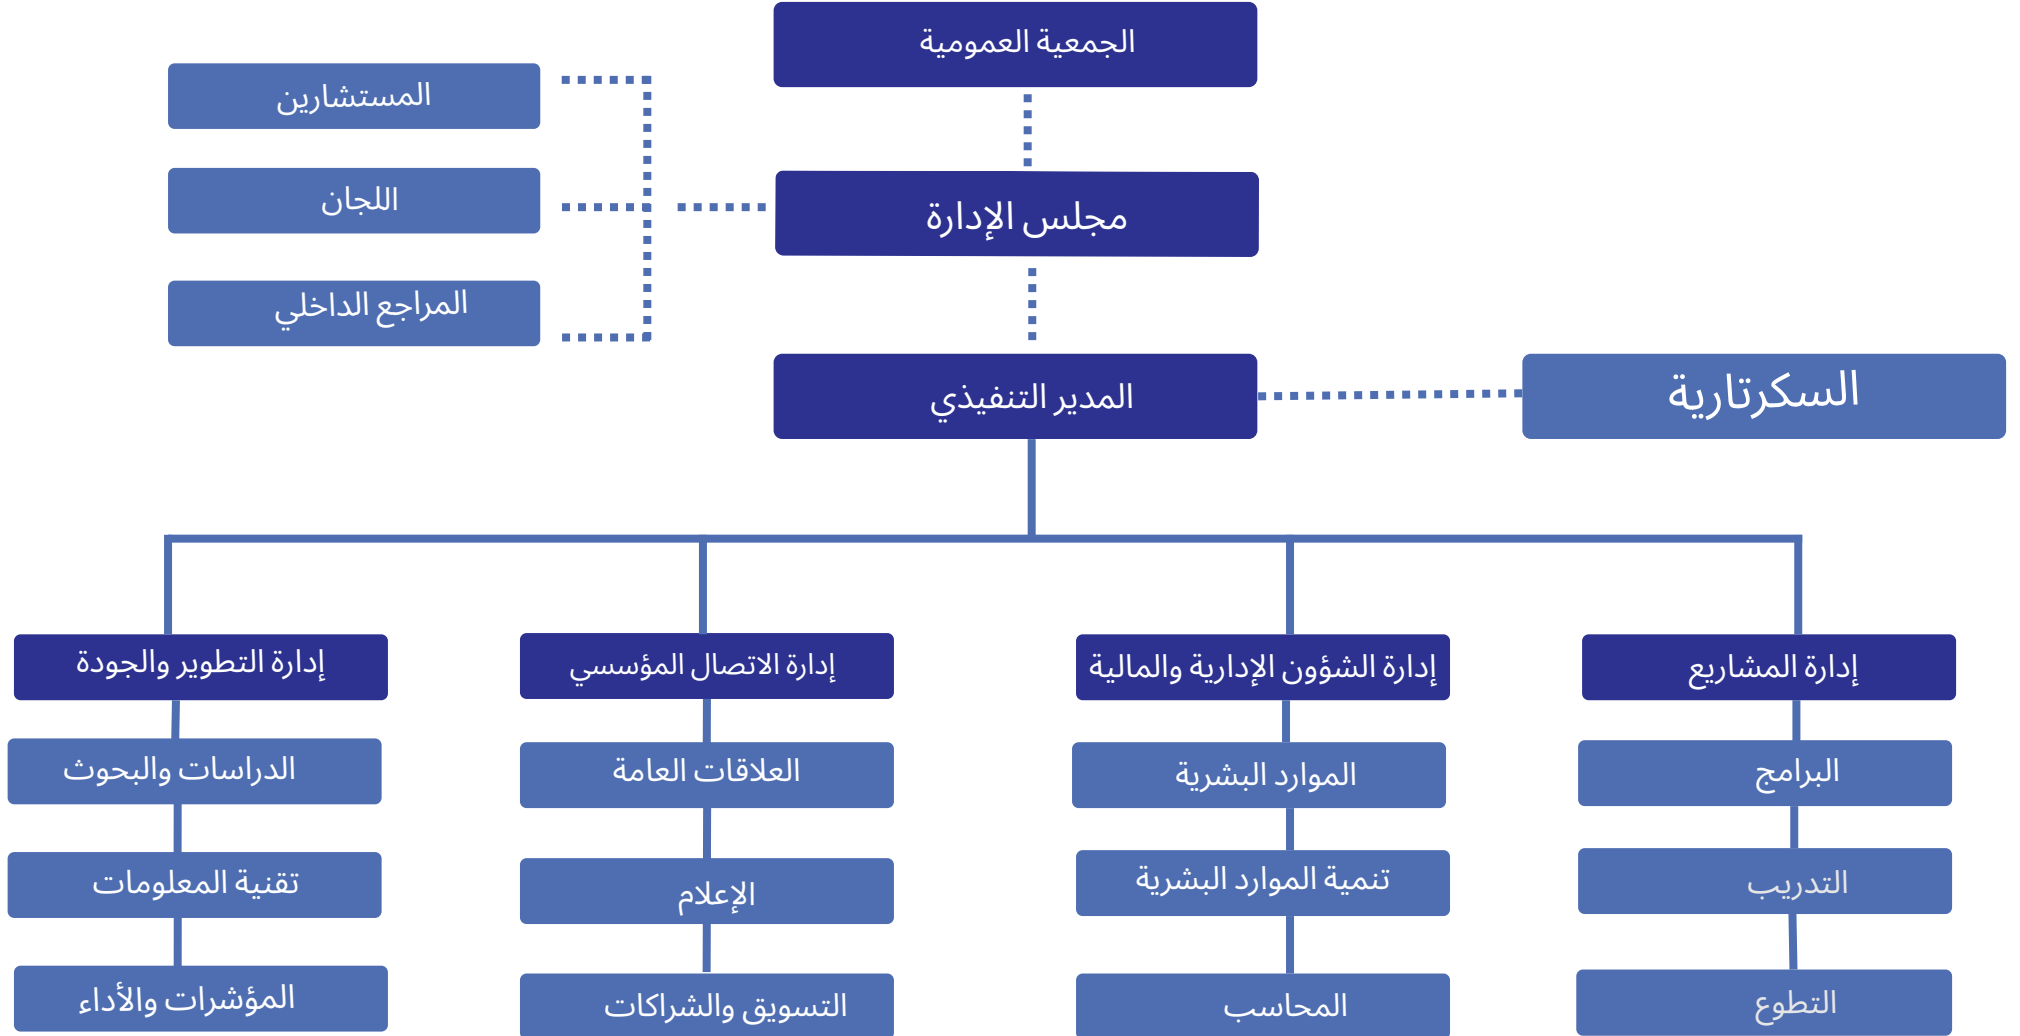 الجمعية العمومية
المستشارين
اللجان
مجلس الإدارة
المراجع الداخلي
المدير التنفيذي
السكرتارية
إدارة المشاريع
إدارة الشؤون الإدارية والمالية
إدارة الاتصال المؤسسي
إدارة التطوير والجودة
البرامج
الموارد البشرية
العلاقات العامة
الدراسات والبحوث
التدريب
تنمية الموارد البشرية
الإعلام
تقنية المعلومات
التطوع
المحاسب
التسويق والشراكات
المؤشرات والأداء